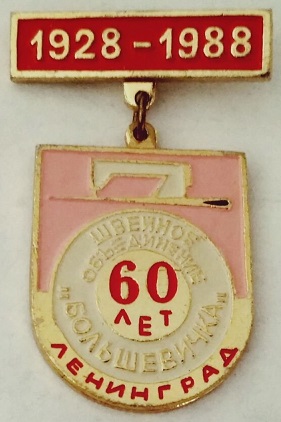 1928-1988
ШВЕЙНОЕ
ОБЪЕДИНЕНИЕ
60
ЛЕТ
"БОЛЬШЕВИЧКА"
ЛЕНИНГРАД